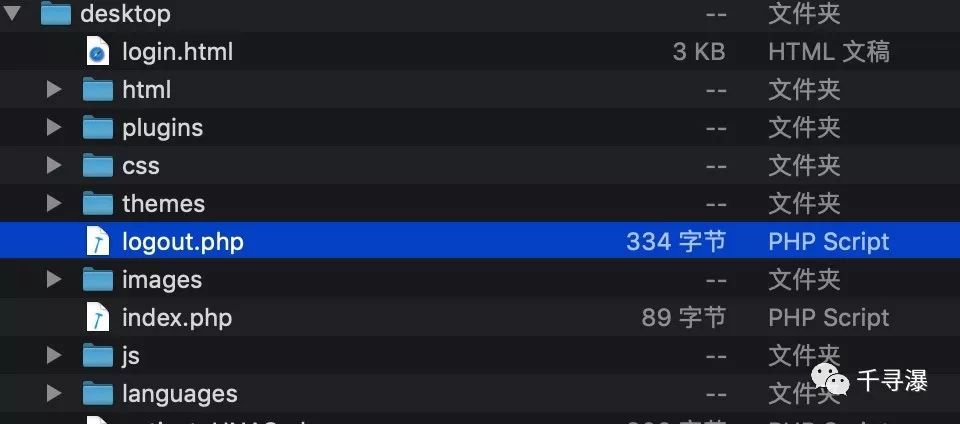 desktop -- 文件夹
login.html 3 KB HTML 文稿
html -- 文件夹
plugins -- 文件夹
css -- 文件夹
themes -- 文件夹
logout.php 334 字节 PHP Script
images -- 文件夹
index.php 89 字节 PHP Script
js -- 文件夹
languages -- 文件夹
千寻瀑